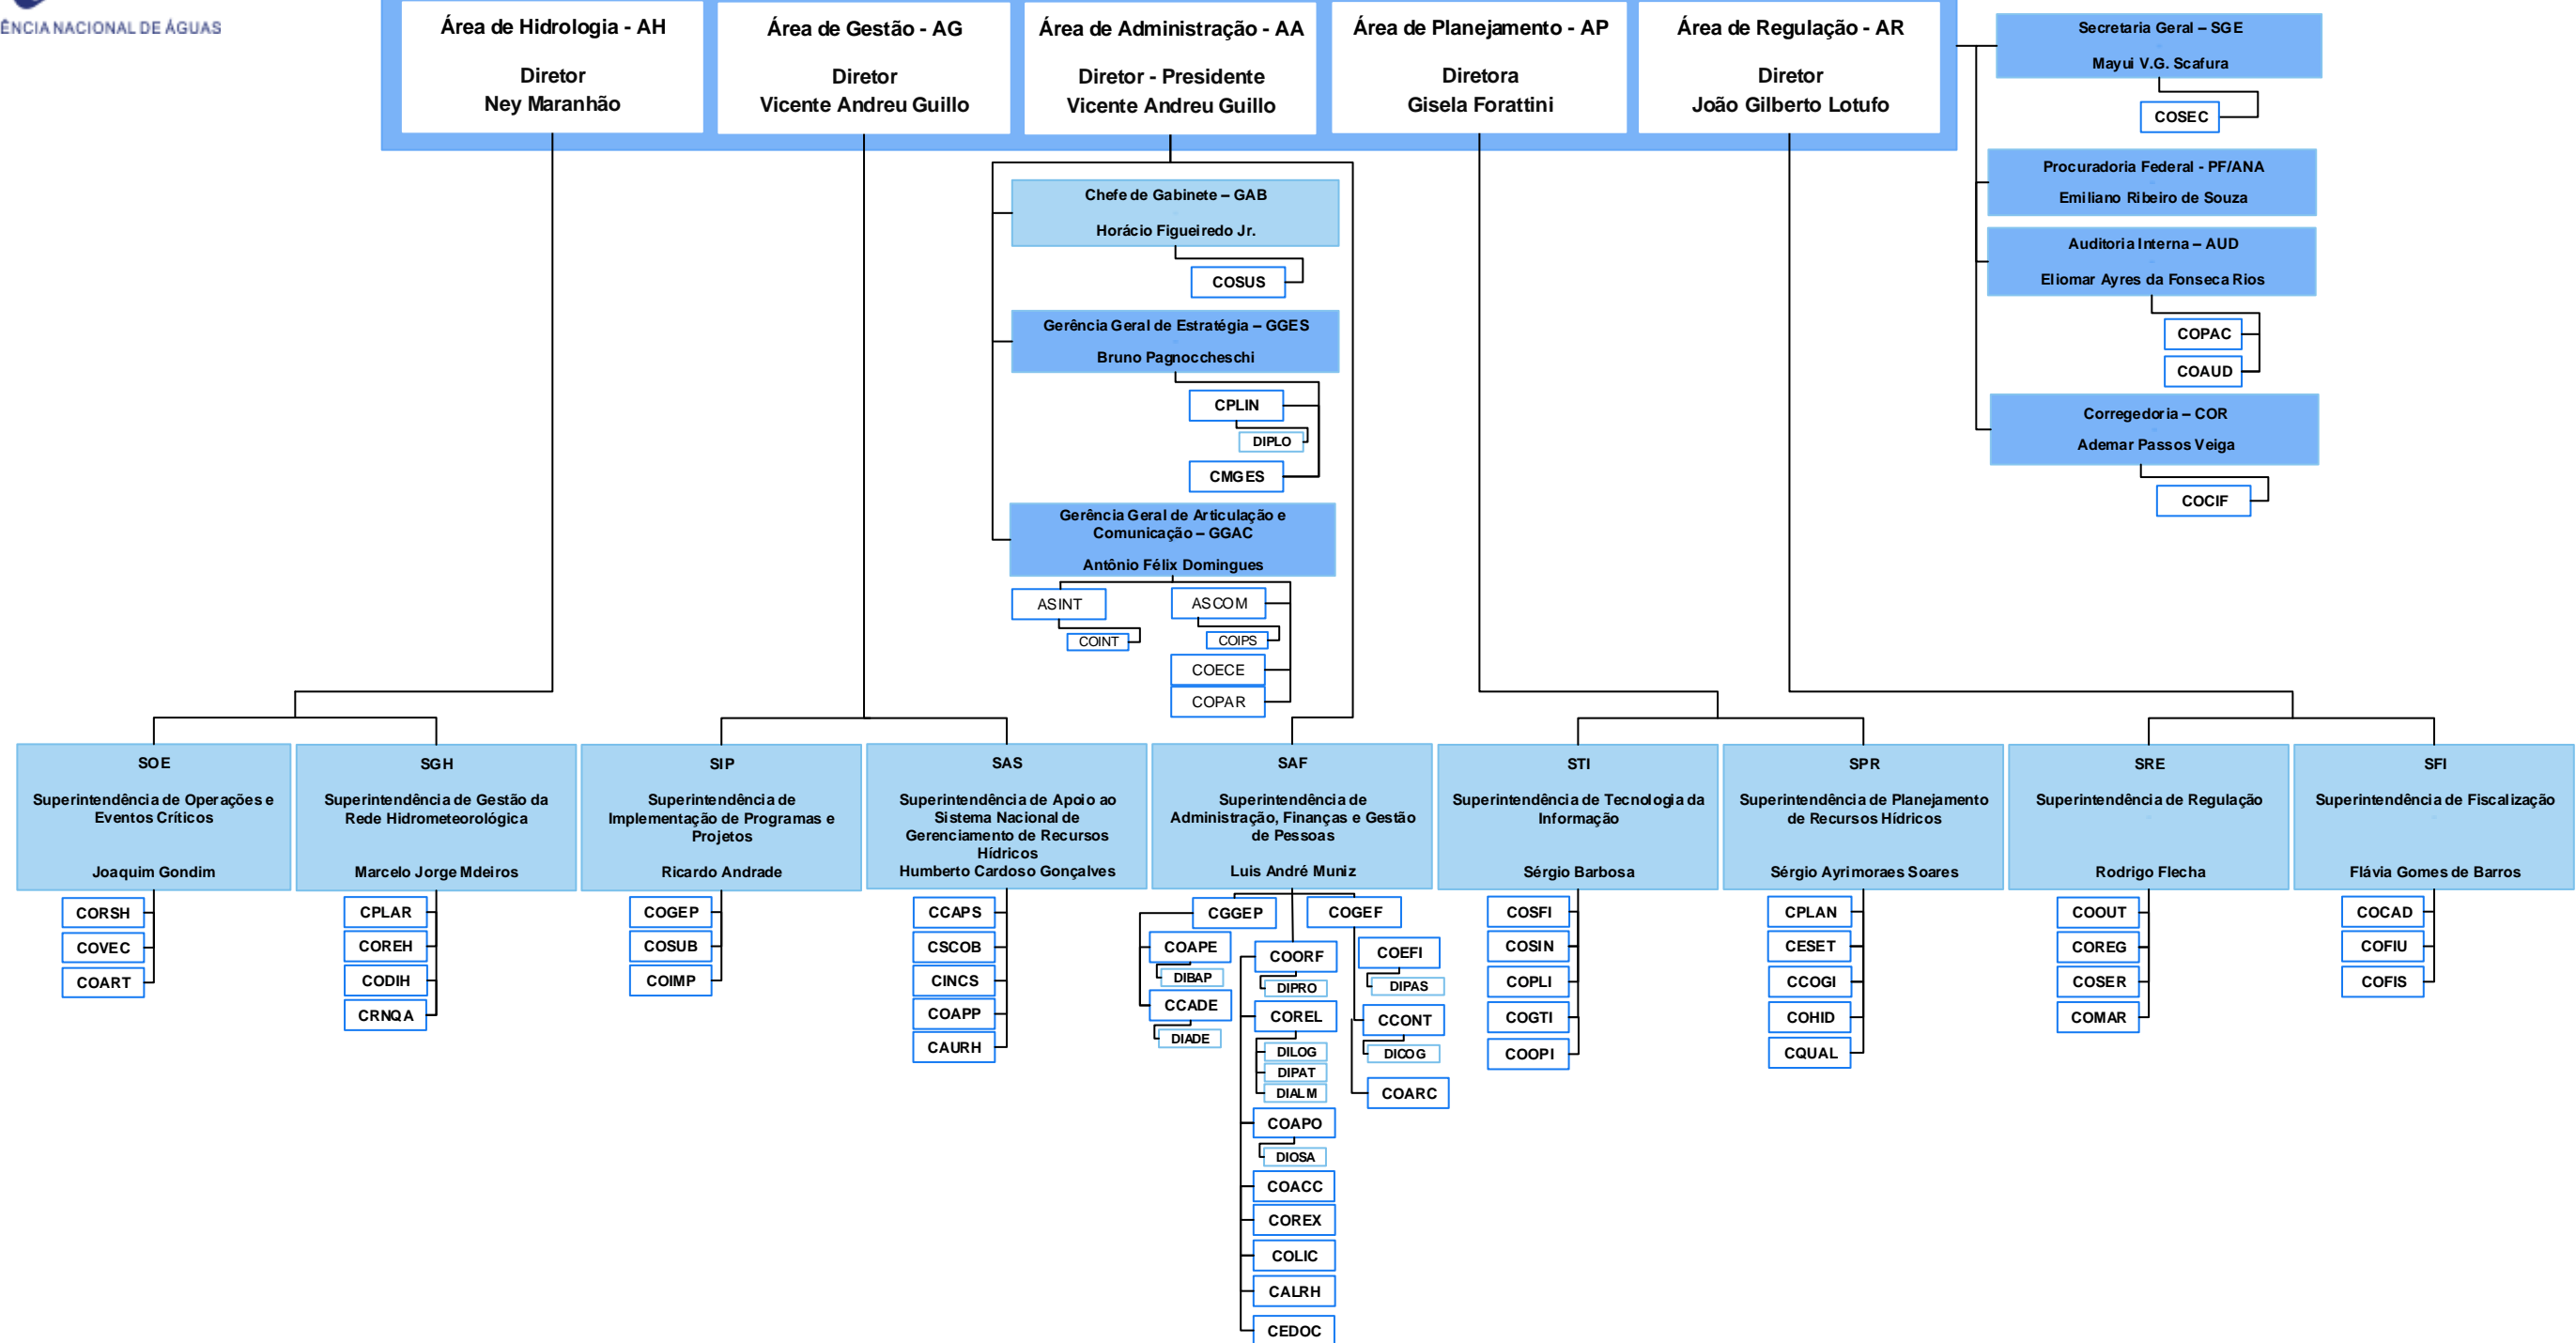 ÊNCIA NACIONAL DE ÁGUAS
Área de Hidrologia - AH
Diretor
Ney Maranhão
Área de Gestão - AG
Diretor
Vicente Andreu Guillo
Área de Administração - AA
Diretor - Presidente
Vicente Andreu Guillo
Área de Planejamento - AP
Diretora
Gisela Forattini
Área de Regulação - AR
Diretor
João Gilberto Lotufo
Secretaria Geral – SGE
Mayui V.G. Scafura
COSEC
Procuradoria Federal - PF/ANA
Emiliano Ribeiro de Souza
Auditoria Interna – AUD
Eliomar Ayres da Fonseca Rios
COPAC
COAUD
Corregedoria – COR
Ademar Passos Veiga
COCIF
Chefe de Gabinete – GAB
Horácio Figueiredo Jr.
COSUS
Gerência Geral de Estratégia – GGES
Bruno Pagnoccheschi
CPLIN
DIPLO
CMGES
Gerência Geral de Articulação e
Comunicação – GGAC
Antônio Félix Domingues
ASINT
COINT
ASCOM
COIPS
COECE
COPAR
SOE
Superintendência de Operações e
Eventos Críticos
Joaquim Gondim
CORSH
COVEC
COART
SGH
Superintendência de Gestão da
Rede Hidrometeorológica
Marcelo Jorge Mdeiros
CPLAR
COREH
CODIH
CRNQA
SIP
Superintendência de
Implementação de Programas e
Projetos
Ricardo Andrade
COGEP
COSUB
COIMP
SAS
Superintendência de Apoio ao
Sistema Nacional de
Gerenciamento de Recursos
Hídricos
Humberto Cardoso Gonçalves
CCAPS
CSCOB
CINCS
COAPP
CAURH
SAF
Superintendência de
Administração, Finanças e Gestão
de Pessoas
Luis André Muniz
CGGEP
COAPE
DIBAP
CCADE
DIADE
COORF
DIPRO
COREL
DILOG
DIPAT
DIALM
COAPO
DIOSA
COACC
COREX
COLIC
CALRH
CEDOC
COGEF
COEFI
DIPAS
CCONT
DICOG
COARC
STI
Superintendência de Tecnologia da
Informação
Sérgio Barbosa
COSFI
COSIN
COPLI
COGTI
COOPI
SPR
Superintendência de Planejamento
de Recursos Hídricos
Sérgio Ayrimoraes Soares
CPLAN
CESET
CCOGI
COHID
CQUAL
SRE
Superintendência de Regulação
Rodrigo Flecha
COOUT
COREG
COSER
COMAR
SFI
Superintendência de Fiscalização
Flávia Gomes de Barros
COCAD
COFIU
COFIS